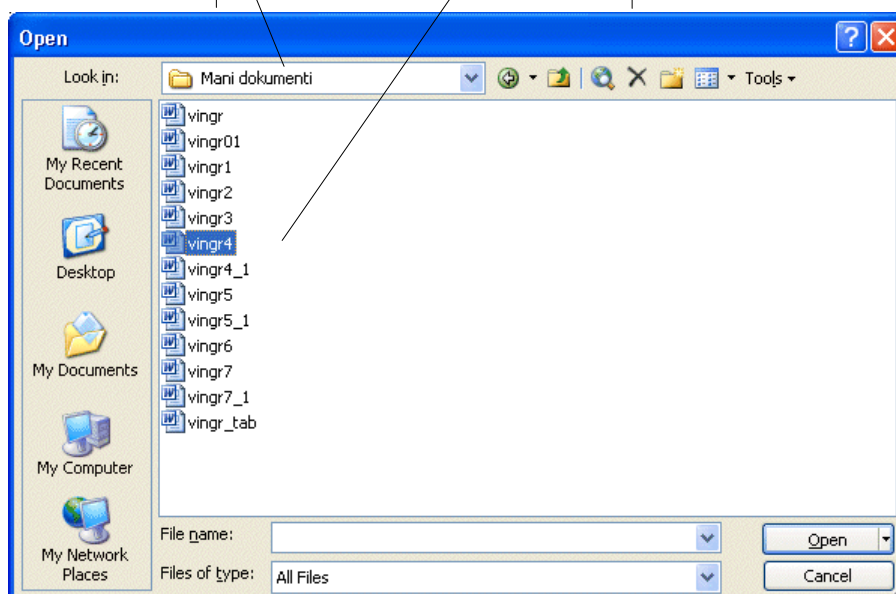 Open
Look in:
Mani dokumenti
Tools
My Recent
Documents
Desktop
My Documents
My Computer
My Network
Places
vingr
vingr01
vingr1
vingr2
vingr3
vingr4
vingr4_1
vingr5
vingr5_1
vingr6
vingr7
vingr7_1
vingr_tab
File name:
Open
Files of type:
All Files
Cancel